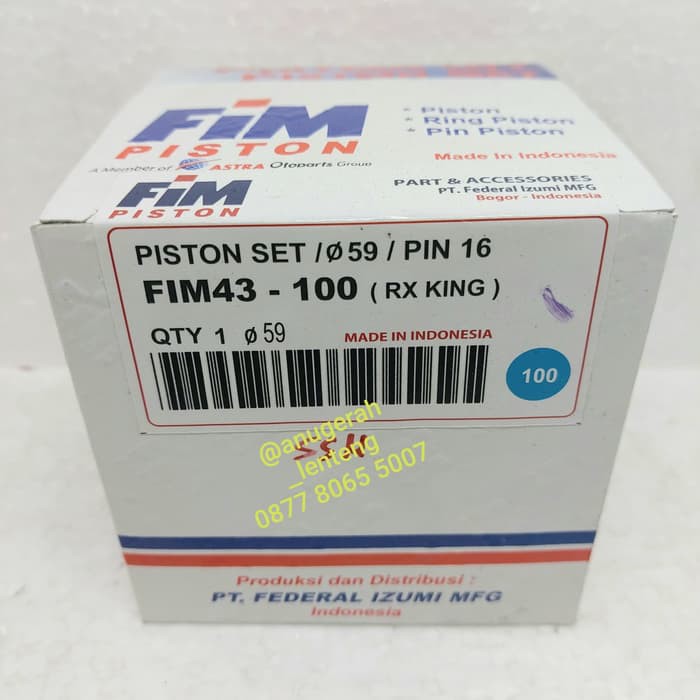 FIM
PISTON
A Member of ASTRA Otoparts Group
* Piston
* Ring Piston
* Pin Piston
Made In Indonesia
FIM
PISTON
PART & ACCESSORIES
PT. Federal Izumi MFG
Bogor - Indonesia
PISTON SET / Ø 59 / PIN 16
FIM43 - 100 ( RX KING )
QTY 1 Ø 59
MADE IN INDONESIA
100
@anugerah
_lenteng
0877 8065 5007
Produksi dan Distribusi :
PT. FEDERAL IZUMI MFG
Indonesia